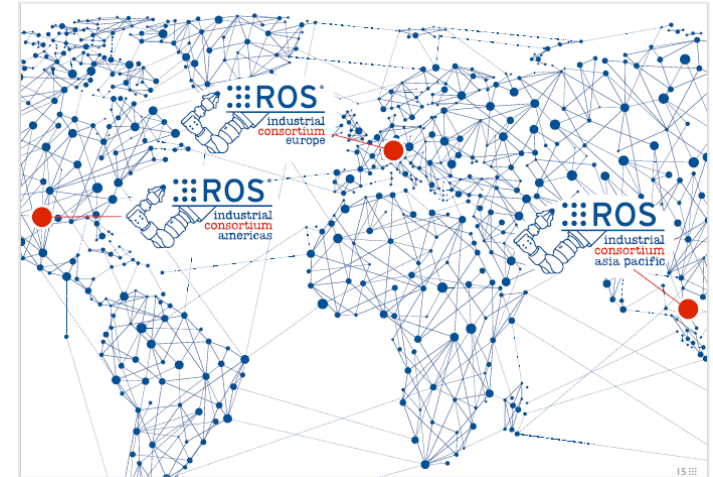 ROS
industrial
consortium
europe
ROS
industrial
consortium
americas
ROS
industrial
consortium
asia pacific
15